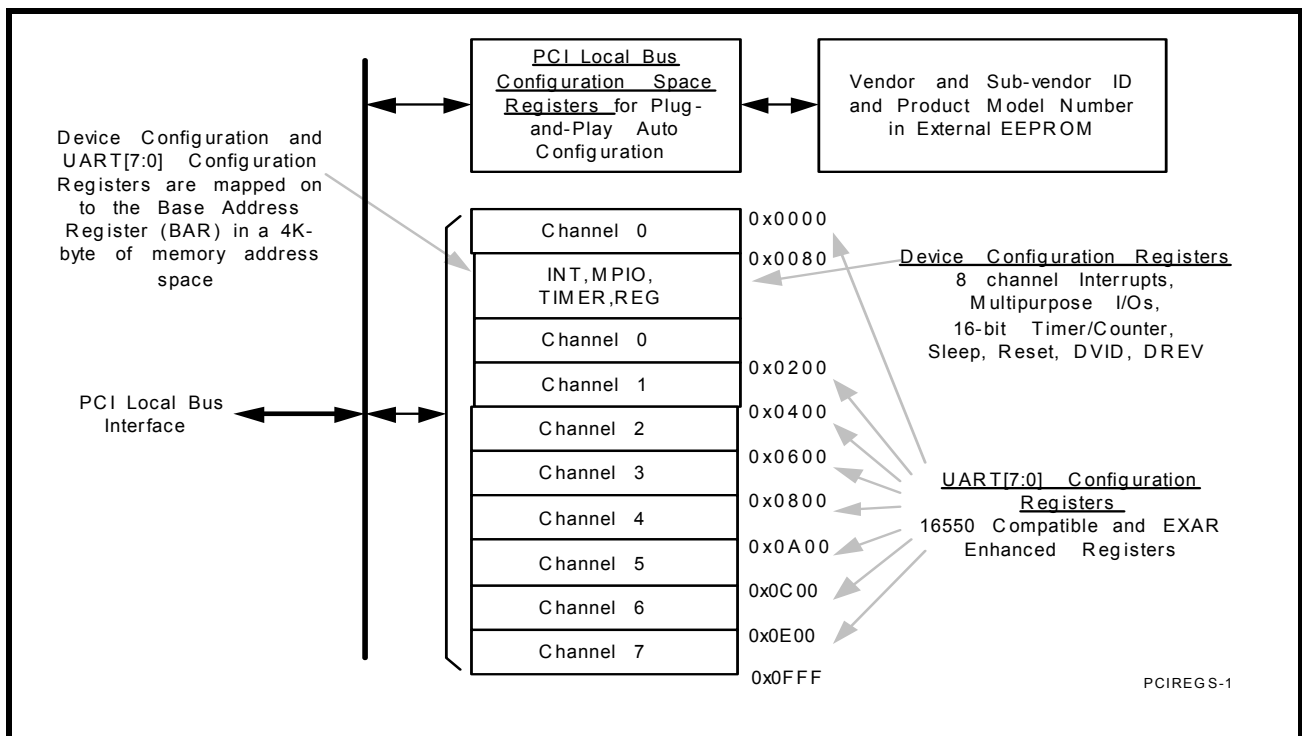 PCI Local Bus
Configuration Space
Registers for Plug-
and-Play Auto
Configuration
Vendor and Sub-vendor ID
and Product Model Number
in External EEPROM
Device Configuration and
UART[7:0] Configuration
Registers are mapped on
to the Base Address
Register (BAR) in a 4K-
byte of memory address
space
PCI Local Bus
Interface
Channel 0
INT,MPIO,
TIMER,REG
Channel 0
Channel 1
Channel 2
Channel 3
Channel 4
Channel 5
Channel 6
Channel 7
0x0000
0x0080
0x0200
0x0400
0x0600
0x0800
0x0A00
0x0C00
0x0E00
0x0FFF
Device Configuration Registers
8 channel Interrupts,
Multipurpose I/Os,
16-bit Timer/Counter,
Sleep, Reset, DVID, DREV
UART[7:0] Configuration
Registers
16550 Compatible and EXAR
Enhanced Registers
PCIREGS-1